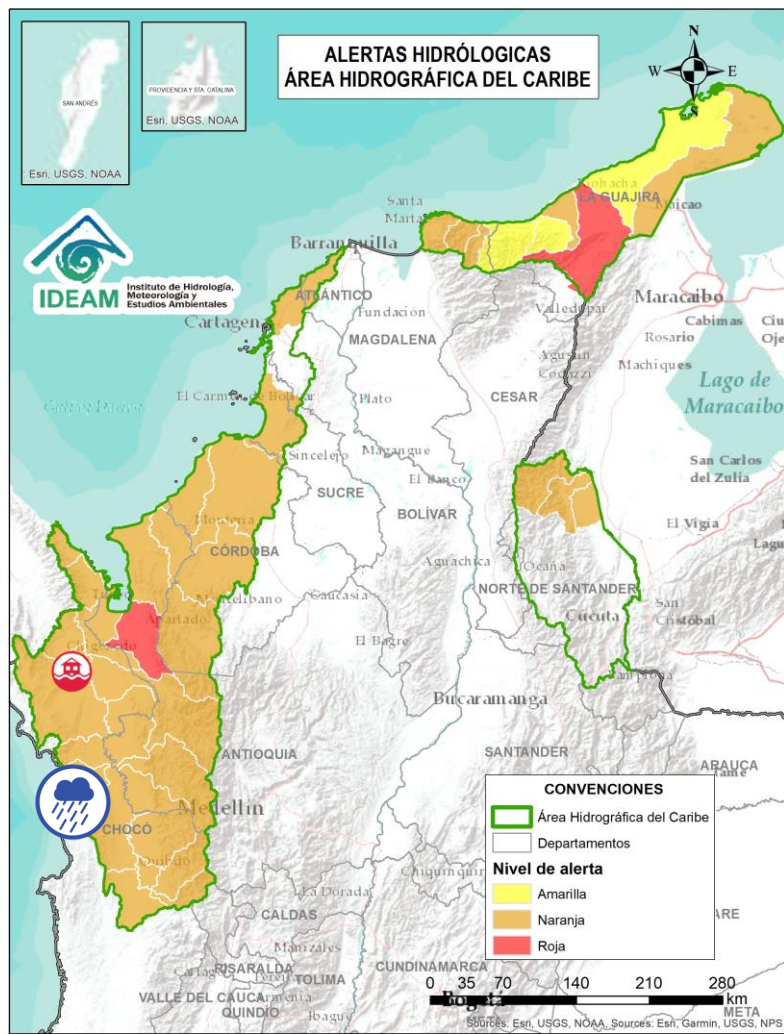 ALERTAS HIDRÓLOGICAS
ÁREA HIDROGRÁFICA DEL CARIBE
N
W
E
S
SAN ANDRÉS
Esri, USGS, NOAA
PROVIDENCIA Y STA. CATALINA
Esri, USGS, NOAA
IDEAM
Instituto de Hidrología,
Meteorología y
Estudios Ambientales
Santa
Marta
LA GUAJIRA
Maicao
Barranquilla
ATLÁNTICO
Fundación
MAGDALENA
Valledupar
Maracaibo
Cabimas
Rosario
Machiques
Agustín
Codazzi
CESAR
Lago de
Maracaibo
El Carmen de Bolívar
Plato
Sincelejo
Magangue
SUCRE
El Banco
BOLÍVAR
San Carlos
del Zulia
El Vigía
Montería
CÓRDOBA
Aguachica
Ocaña
NORTE DE SANTANDER
Cúcuta
San
Cristóbal
Caucasia
Apartadó
El Bagre
Bucaramanga
ANTIOQUIA
SANTANDER
ARAUCA
Medellín
CHOCÓ
Quibdó
La Dorada
CALDAS
Manizales
RISARALDA
TOLIMA
CUNDINAMARCA
VALLE DEL CAUCA
Armenia
QUINDÍO
Ibagué
Bogotá
META
CONVENCIONES
Área Hidrográfica del Caribe
Departamentos
Nivel de alerta
Amarilla
Naranja
Roja
0 35 70 140 210 280
km
Sources: Esri, USGS, NOAA, Sources: Esri, Garmin, USGS, NPS